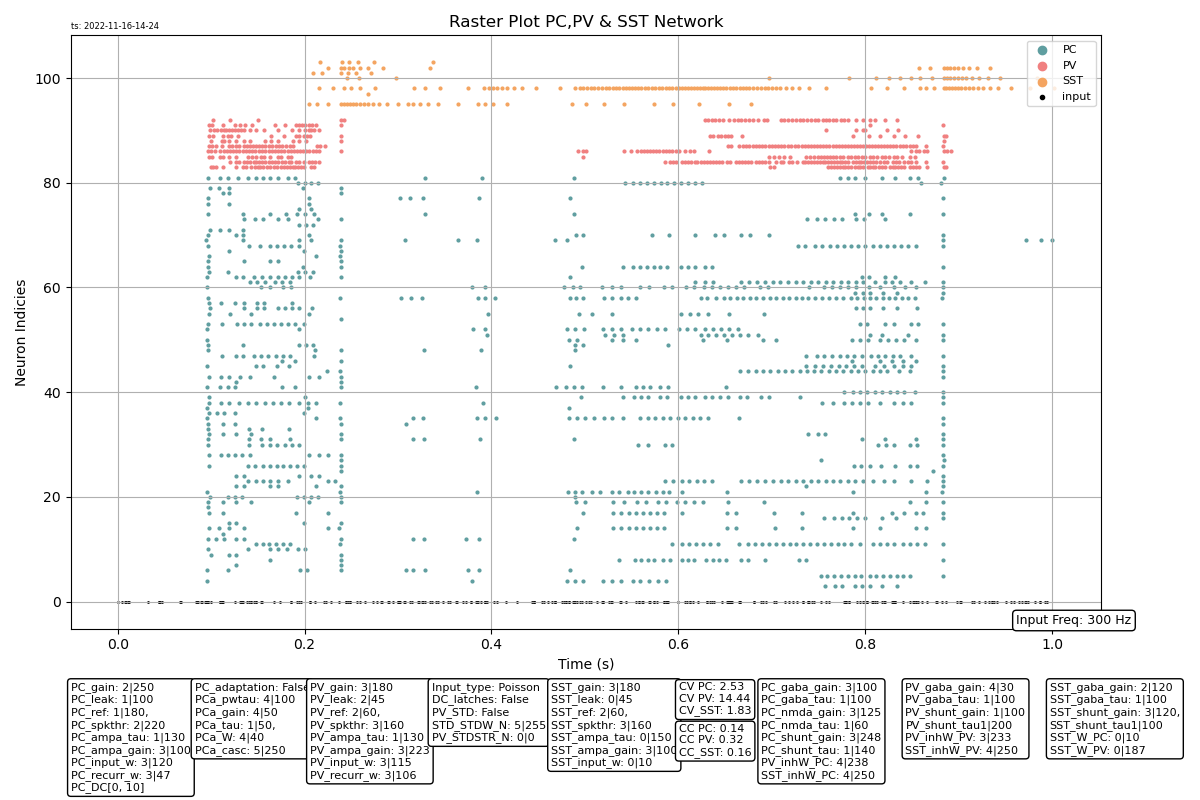 ts: 2022-11-16-14-24
Raster Plot PC,PV & SST Network
PC
PV
SST
input
Neuron Indicies
100
80
60
40
20
0
0.0
0.2
0.4
0.6
0.8
1.0
Time (s)
Input Freq: 300 Hz
PC_gain: 2|250
PC_leak: 1|100
PC_ref: 1|180,
PC_spkthr: 2|220
PC_ampa_tau: 1|130
PC_ampa_gain: 3|100
PC_input_w: 3|120
PC_recurr_w: 3|47
PC_DC[0, 10]
PC_adaptation: False
PCa_pwtau: 4|100
PCa_gain: 4|50
PCa_tau: 1|50,
PCa_W: 4|40
PCa_casc: 5|250
PV_gain: 3|180
PV_leak: 2|45
PV_ref: 2|60,
PV_spkthr: 3|160
PV_ampa_tau: 1|130
PV_ampa_gain: 3|223
PV_input_w: 3|115
PV_recurr_w: 3|106
Input_type: Poisson
DC_latches: False
PV_STD: False
STD_STDW_N: 5|255
PV_STDSTR_N: 0|0
SST_gain: 3|180
SST_leak: 0|45
SST_ref: 2|60,
SST_spkthr: 3|160
SST_ampa_tau: 0|150
SST_ampa_gain: 3|100
SST_input_w: 0|10
CV PC: 2.53
CV PV: 14.44
CV_SST: 1.83
CC PC: 0.14
CC PV: 0.32
CC_SST: 0.16
PC_gaba_gain: 3|100
PC_gaba_tau: 1|100
PC_nmda_gain: 3|125
PC_nmda_tau: 1|60
PC_shunt_gain: 3|248
PC_shunt_tau: 1|140
PV_inhW_PC: 4|238
SST_inhW_PC: 4|250
PV_gaba_gain: 4|30
PV_gaba_tau: 1|100
PV_shunt_gain: 1|100
PV_shunt_tau1|200
PV_inhW_PV: 3|233
SST_inhW_PV: 4|250
SST_gaba_gain: 2|120
SST_gaba_tau: 1|100
SST_shunt_gain: 3|120,
SST_shunt_tau1|100
SST_W_PC: 0|10
SST_W_PV: 0|187